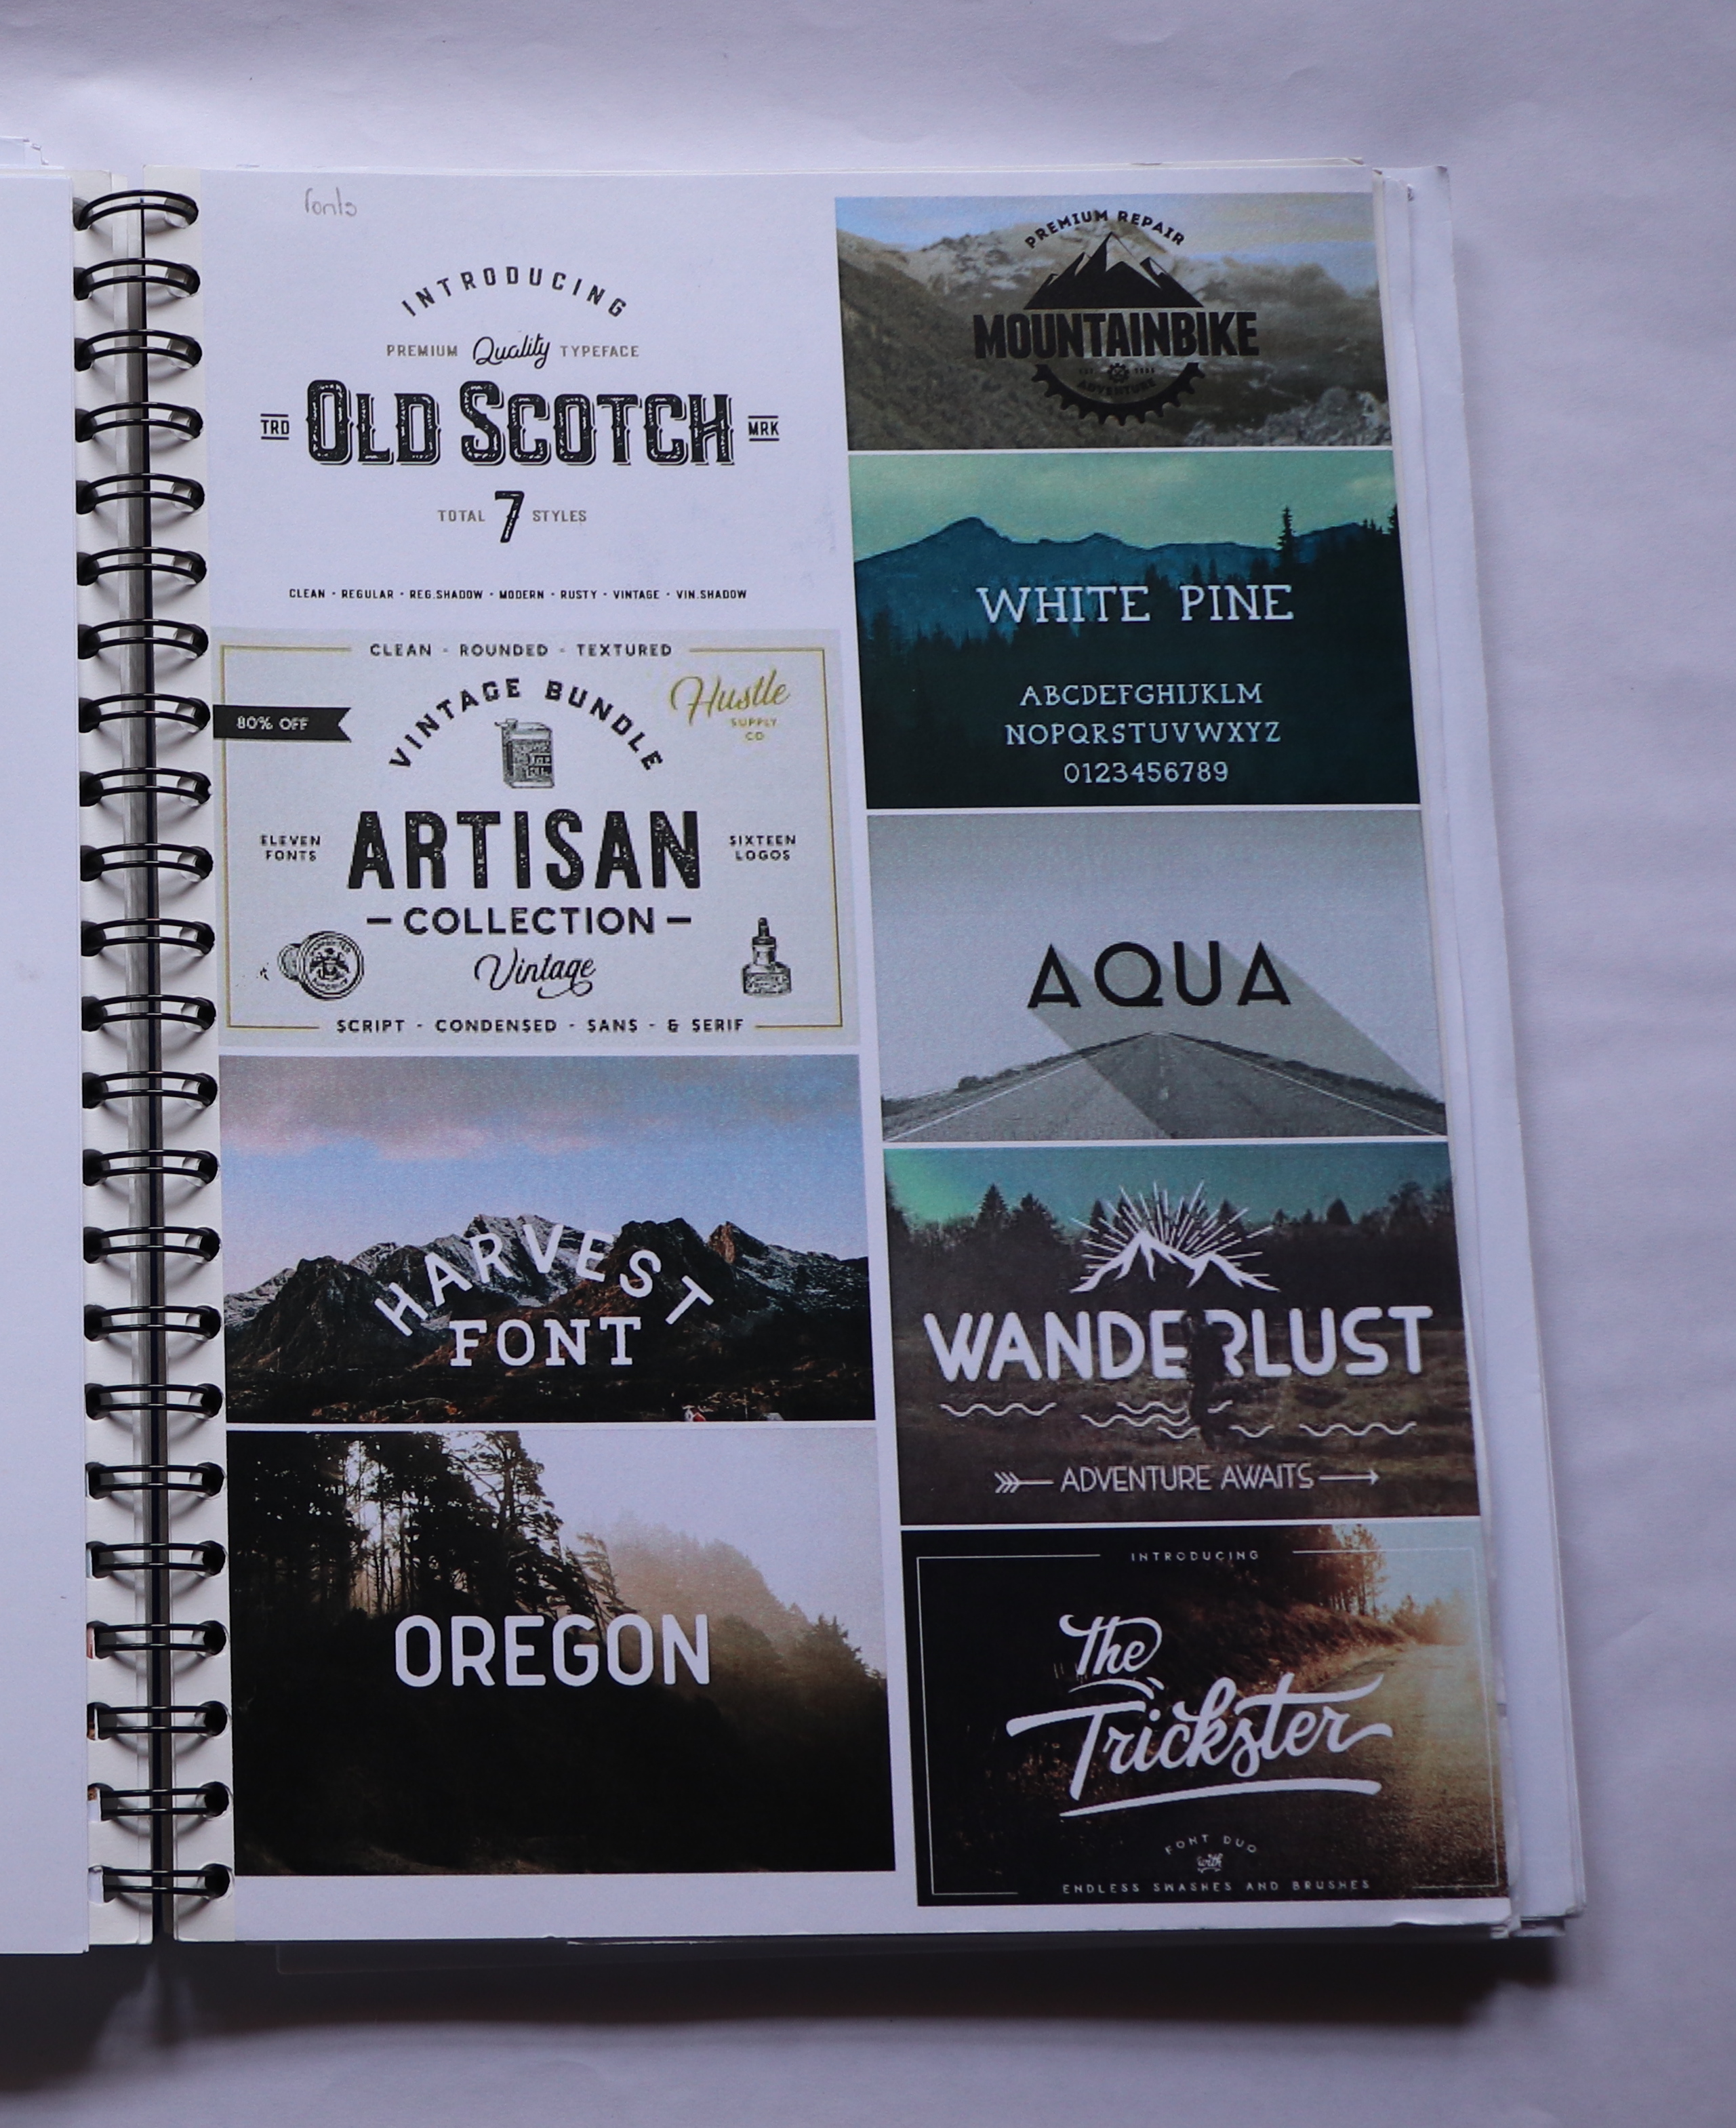 fonts
INTRODUCING
PREMIUM Quality TYPEFACE
TRD OLD SCOTCH MRK
TOTAL 7 STYLES
CLEAN - REGULAR - REG.SHADOW - MODERN - RUSTY - VINTAGE - VIN.SHADOW
CLEAN - ROUNDED - TEXTURED
VINTAGE BUNDLE
Hustle
SUPPLY
CO
80% OFF
ELEVEN
FONTS
ARTISAN
SIXTEEN
LOGOS
- COLLECTION -
Vintage
SCRIPT - CONDENSED - SANS - & SERIF
HARVEST
FONT
OREGON
PREMIUM REPAIR
MOUNTAINBIKE
EST.
ADVENTURE
WHITE PINE
ABCDEFGHIJKLM
NOPQRSTUVWXYZ
0123456789
AQUA
WANDERLUST
ADVENTURE AWAITS
INTRODUCING
The
Trickster
FONT DUO
with
ENDLESS SWASHES AND BRUSHES